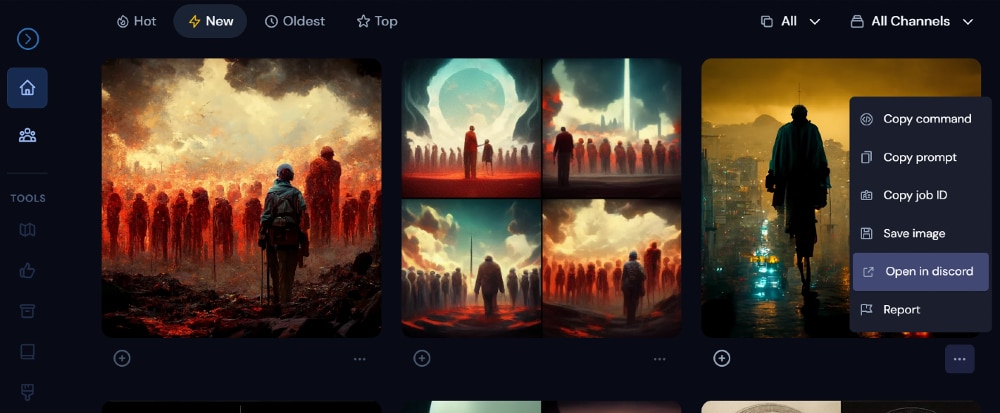 Hot
New
Oldest
Top
All
All Channels
TOOLS
Copy command
Copy prompt
Copy job ID
Save image
Open in discord
Report